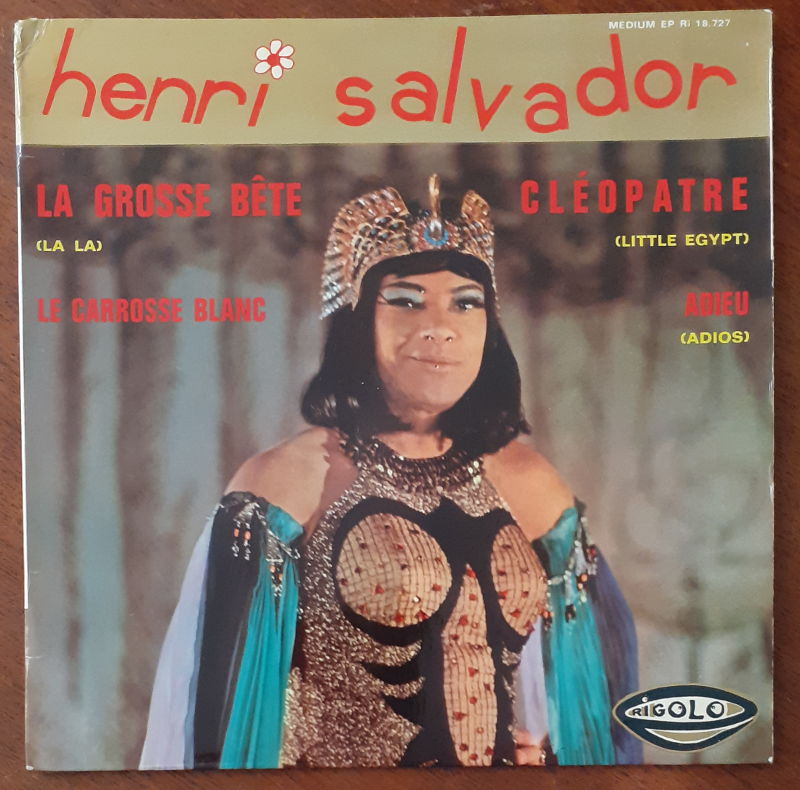 MEDIUM EP Ri 18.727
henri salvador
LA GROSSE BÊTE
(LA LA)
LE CARROSSE BLANC
CLÉOPATRE
(LITTLE EGYPT)
ADIEU
(ADIOS)
RiGOLO